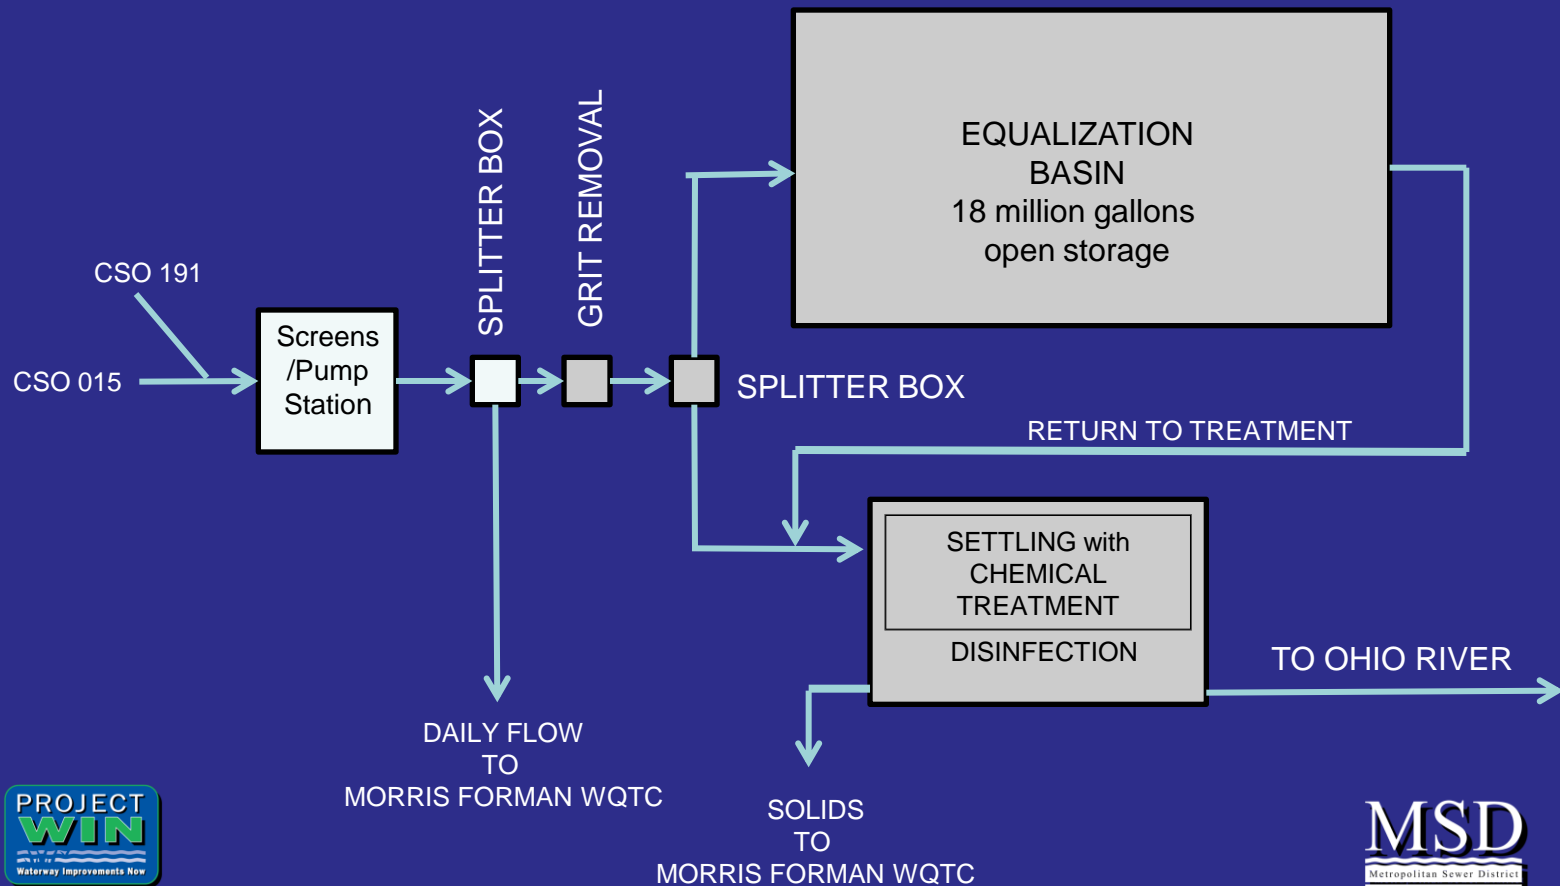 EQUALIZATION
BASIN
18 million gallons
open storage
SPLITTER BOX
GRIT REMOVAL
CSO 191
CSO 015
Screens
/Pump
Station
SPLITTER BOX
RETURN TO TREATMENT
SETTLING with
CHEMICAL
TREATMENT
DISINFECTION
TO OHIO RIVER
DAILY FLOW
TO
MORRIS FORMAN WQTC
SOLIDS
TO
MORRIS FORMAN WQTC
PROJECT
WIN
Waterway Improvements Now
MSD
Metropolitan Sewer District